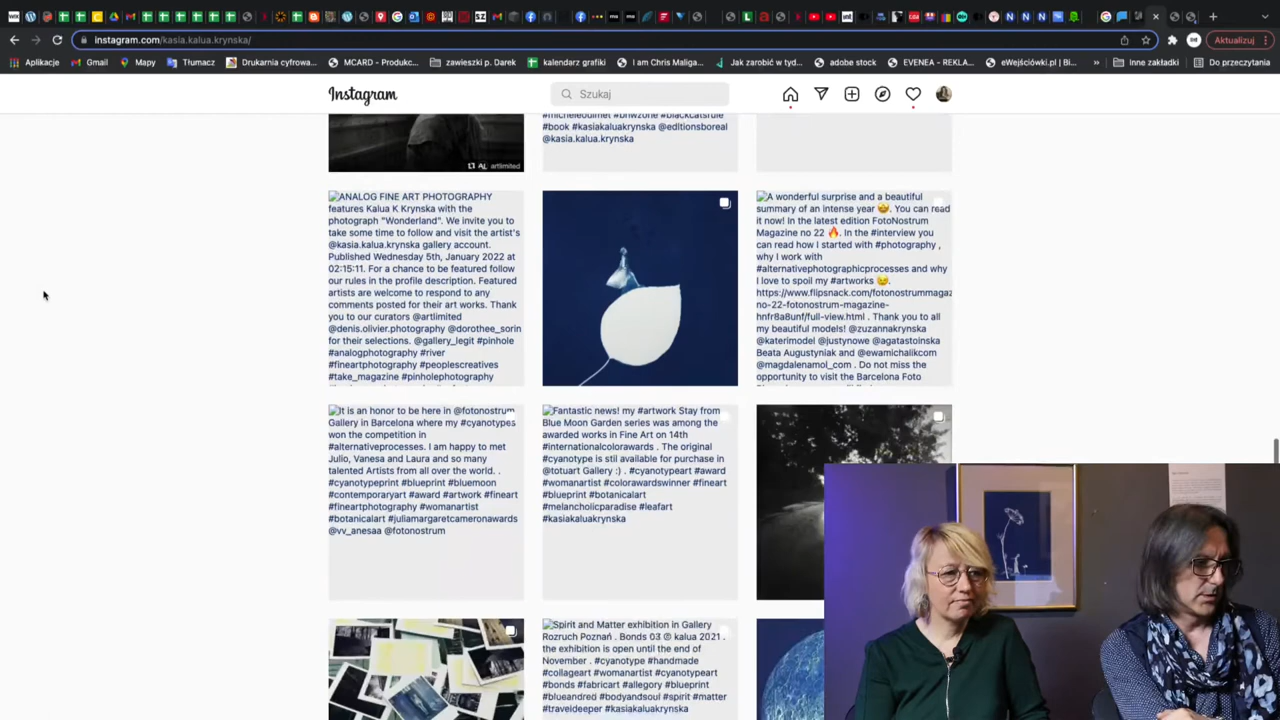 instagram.com/kasia.kalua.krynska/
Aktualizuj
Aplikacje
Gmail
Mapy
Tłumacz
Drukarnia cyfrowa...
MCARD - Produkc...
zawieszki p. Darek
kalendarz grafiki
I am Chris Maliga...
Jak zarobić w tyd...
adobe stock
EVENEA - REKLA...
eWejściówki.pl | Bi...
»
Inne zakładki
Do przeczytania
Instagram
Szukaj
artlimited
#micheleouimet #bnwzone #blackcatsrule
#book #kasiakaluakrynska @editionsboreal
@kasia.kalua.krynska
ANALOG FINE ART PHOTOGRAPHY
features Kalua K Krynska with the
photograph "Wonderland". We invite you to
take some time to follow and visit the artist's
@kasia.kalua.krynska gallery account.
Published Wednesday 5th, January 2022 at
02:15:11. For a chance to be featured follow
our rules in the profile description. Featured
artists are welcome to respond to any
comments posted for their art works. Thank
you to our curators @artlimited
@denis.olivier.photography @dorothee_sorin
for their selections. @gallery_legit #pinhole
#analogphotography #river
#fineartphotography #peoplescreatives
#take_magazine #pinholephotography
A wonderful surprise and a beautiful
summary of an intense year 🤩. You can read
it now! In the latest edition FotoNostrum
Magazine no 22 🔥. In the #interview you
can read how I started with #photography ,
why I work with
#alternativephotographicprocesses and why
I love to spoil my #artworks 😉.
https://www.flipsnack.com/fotonostrummagaz
no-22-fotonostrum-magazine-
hnfr8a8unf/full-view.html . Thank you to all
my beautiful models! @zuzannakrynska
@katerimodel @justynowe @agatastoinska
Beata Augustyniak and @ewamichalikcom
@magdalenamol_com . Do not miss the
opportunity to visit the Barcelona Foto
It is an honor to be here in @fotonostrum
Gallery in Barcelona where my #cyanotypes
won the competition in
#alternativeprocesses. I am happy to met
Julio, Vanesa and Laura and so many
talented Artists from all over the world. .
#cyanotypeprint #blueprint #bluemoon
#contemporaryart #award #artwork #fineart
#fineartphotography #womanartist
#botanicalart #juliamargaretcameronawards
@vv_anesaa @fotonostrum
Fantastic news! my #artwork Stay from
Blue Moon Garden series was among the
awarded works in Fine Art on 14th
#internationalcolorawards . The original
#cyanotype is still available for purchase in
@totuart Gallery :) . #cyanotypeart #award
#womanartist #colorawardswinner #fineart
#blueprint #botanicalart
#melancholicparadise #leafart
#kasiakaluakrynska
Spirit and Matter exhibition in Gallery
Rozruch Poznań . Bonds 03 © kalua 2021 .
the exhibition is open until the end of
November . #cyanotype #handmade
#collageart #womanartist #cyanotypeart
#bonds #fabricart #allegory #blueprint
#blueandred #bodyandsoul #spirit #matter
#traveldeeper #kasiakaluakrynska